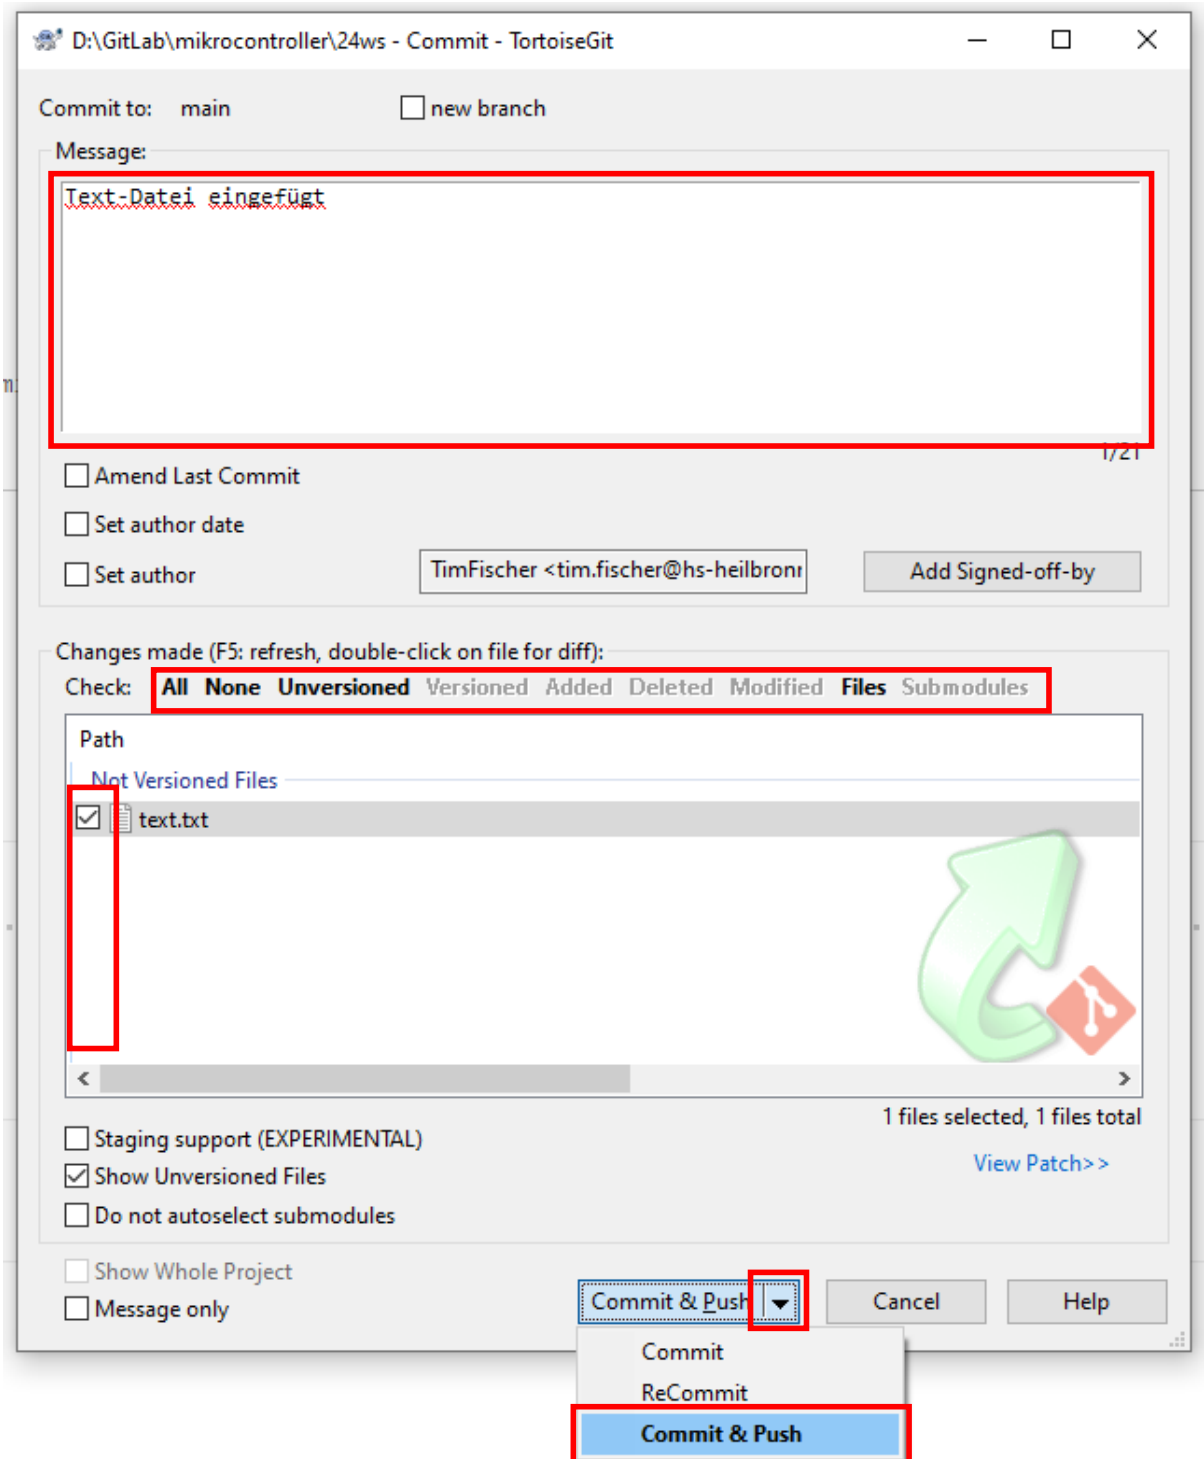 D:\GitLab\mikrocontroller\24ws - Commit - TortoiseGit
Commit to: main new branch
Message:
Text-Datei eingefügt
1/21
Amend Last Commit
Set author date
Set author TimFischer <tim.fischer@hs-heilbronn Add Signed-off-by
Changes made (F5: refresh, double-click on file for diff):
Check: All None Unversioned Versioned Added Deleted Modified Files Submodules
Path
Not Versioned Files
text.txt
1 files selected, 1 files total
Staging support (EXPERIMENTAL)
View Patch>>
Show Unversioned Files
Do not autoselect submodules
Show Whole Project
Message only
Commit & Push Cancel Help
Commit
ReCommit
Commit & Push